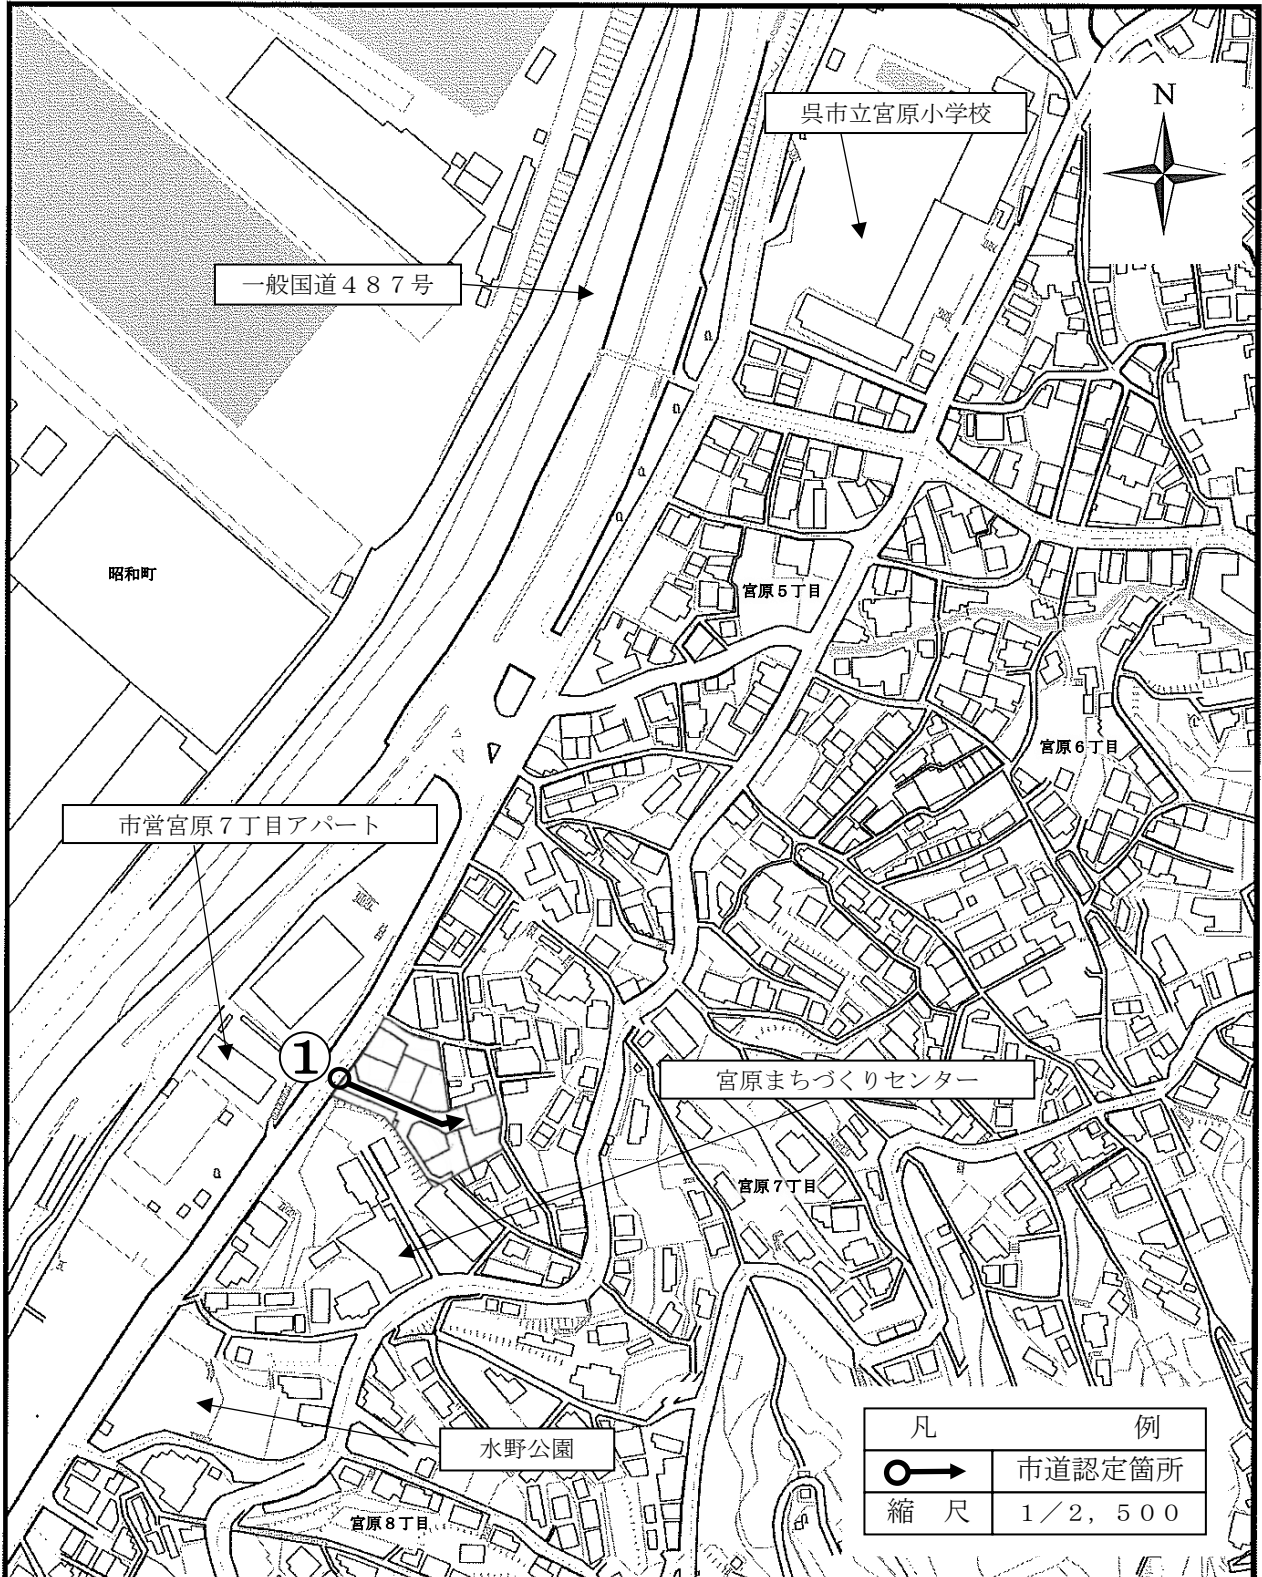 N
呉市立宮原小学校
一般国道４８７号
昭和町
宮原５丁目
宮原６丁目
市営宮原７丁目アパート
①
宮原まちづくりセンター
宮原７丁目
水野公園
宮原８丁目
凡 例
市道認定箇所
縮 尺 １／２，５００